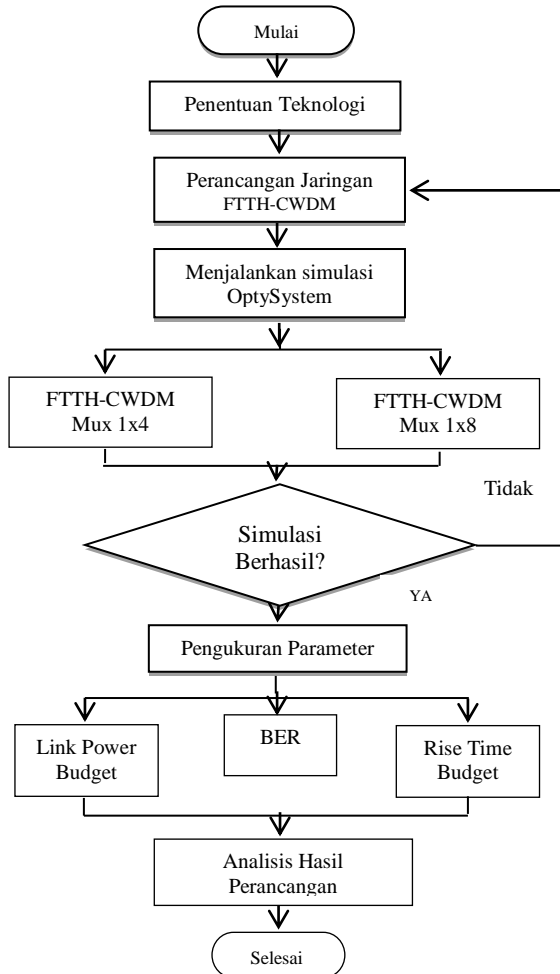 Mulai
Penentuan Teknologi
Perancangan Jaringan
FTTH-CWDM
Menjalankan simulasi
OptySystem
FTTH-CWDM
Mux 1x4
FTTH-CWDM
Mux 1x8
Tidak
Simulasi
Berhasil?
YA
Pengukuran Parameter
Link Power
Budget
BER
Rise Time
Budget
Analisis Hasil
Perancangan
Selesai